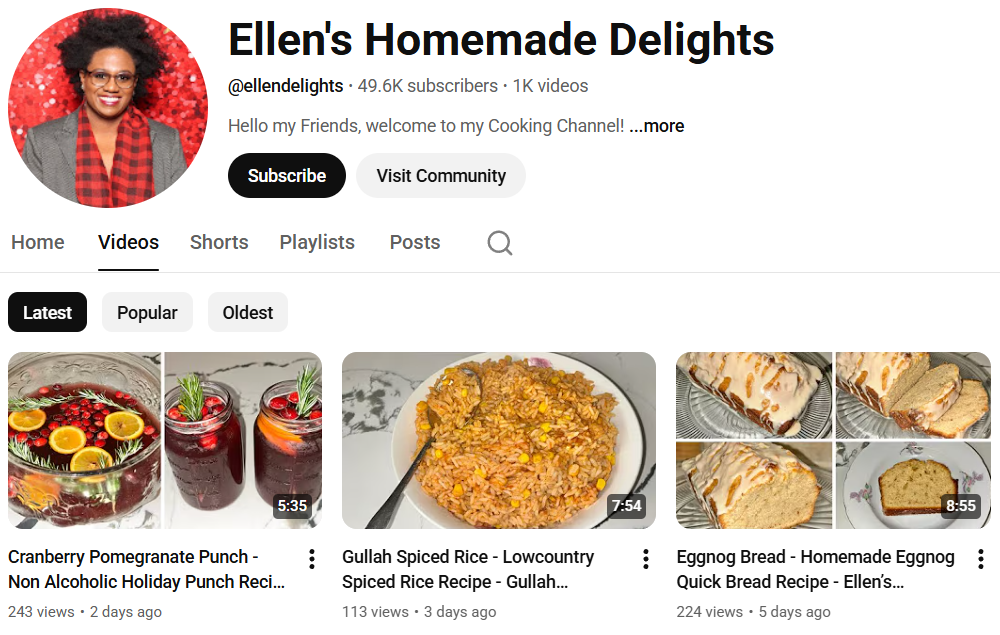 Ellen's Homemade Delights
@ellendelights • 49.6K subscribers • 1K videos
Hello my Friends, welcome to my Cooking Channel! ...more
Subscribe Visit Community
Home Videos Shorts Playlists Posts
Latest Popular Oldest
5:35 7:54 8:55
Cranberry Pomegranate Punch -
Non Alcoholic Holiday Punch Reci...
243 views • 2 days ago
Gullah Spiced Rice - Lowcountry
Spiced Rice Recipe - Gullah...
113 views • 3 days ago
Eggnog Bread - Homemade Eggnog
Quick Bread Recipe - Ellen’s...
224 views • 5 days ago